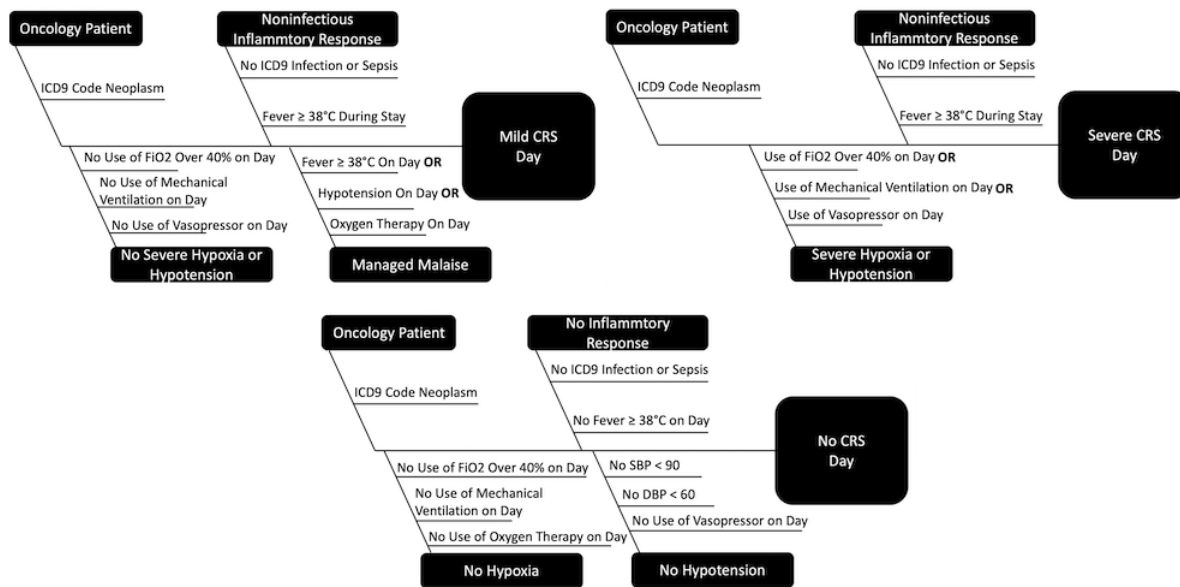 Oncology Patient
Noninfectious
Inflammtory Response
No ICD9 Infection or Sepsis
ICD9 Code Neoplasm
Fever ≥ 38°C During Stay
Mild CRS
Day
No Use of FiO2 Over 40% on Day
Fever ≥ 38°C On Day OR
No Use of Mechanical
Ventilation on Day
Hypotension On Day OR
No Use of Vasopressor on Day
Oxygen Therapy On Day
No Severe Hypoxia or
Hypotension
Managed Malaise
Oncology Patient
Noninfectious
Inflammtory Response
No ICD9 Infection or Sepsis
ICD9 Code Neoplasm
Fever ≥ 38°C During Stay
Severe CRS
Day
Use of FiO2 Over 40% on Day OR
Use of Mechanical Ventilation on Day OR
Use of Vasopressor on Day
Severe Hypoxia or
Hypotension
Oncology Patient
No Inflammtory
Response
No ICD9 Infection or Sepsis
ICD9 Code Neoplasm
No Fever ≥ 38°C on Day
No CRS
Day
No Use of FiO2 Over 40% on Day
No SBP < 90
No Use of Mechanical
Ventilation on Day
No DBP < 60
No Use of Oxygen Therapy on Day
No Use of Vasopressor on Day
No Hypoxia
No Hypotension